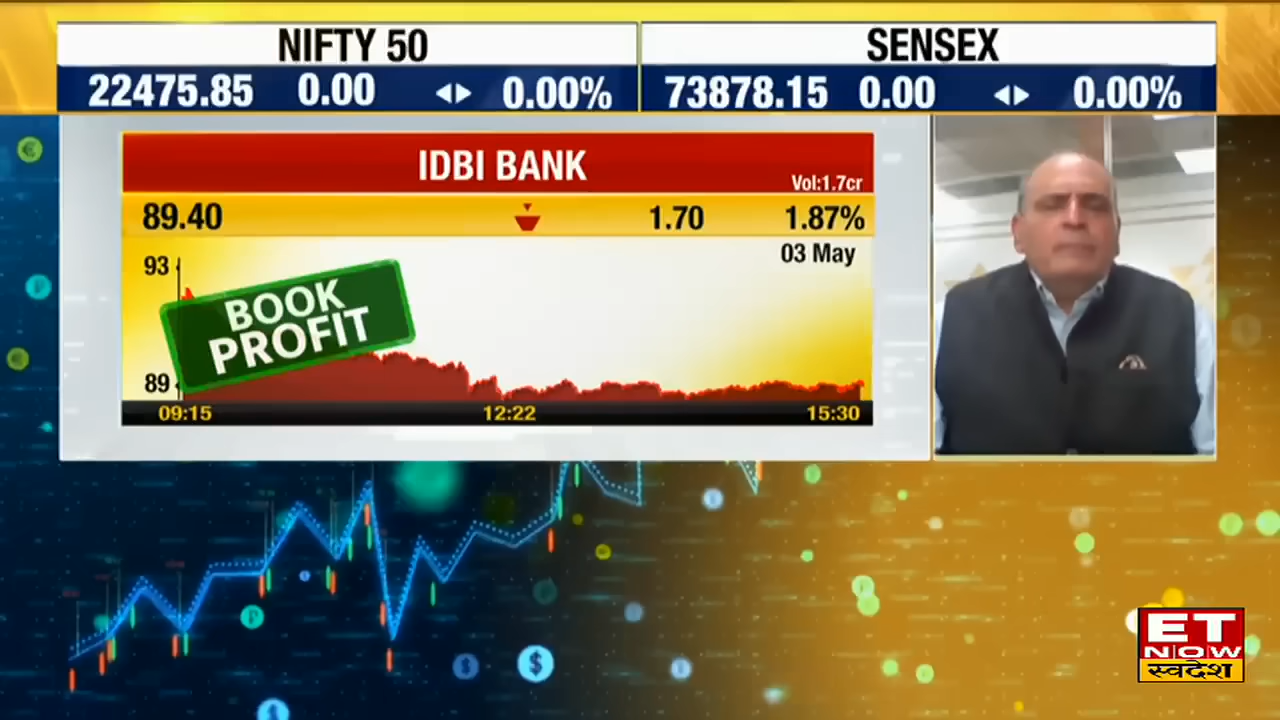 NIFTY 50
22475.85 0.00 0.00%
SENSEX
73878.15 0.00 0.00%
IDBI BANK
Vol:1.7cr
89.40 1.70 1.87%
03 May
93
BOOK
PROFIT
89
09:15 12:22 15:30
ET
NOW
स्वदेश